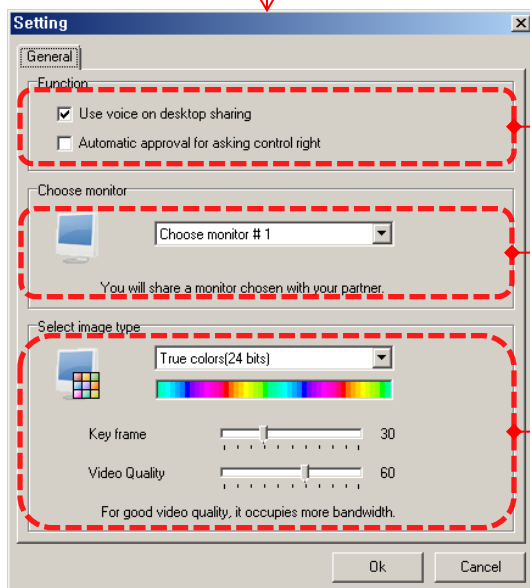 Setting
General
Function
Use voice on desktop sharing
Automatic approval for asking control right
Choose monitor
Choose monitor # 1
You will share a monitor chosen with your partner.
Select image type
True colors(24 bits)
Key frame 30
Video Quality 60
For good video quality, it occupies more bandwidth.
Ok Cancel